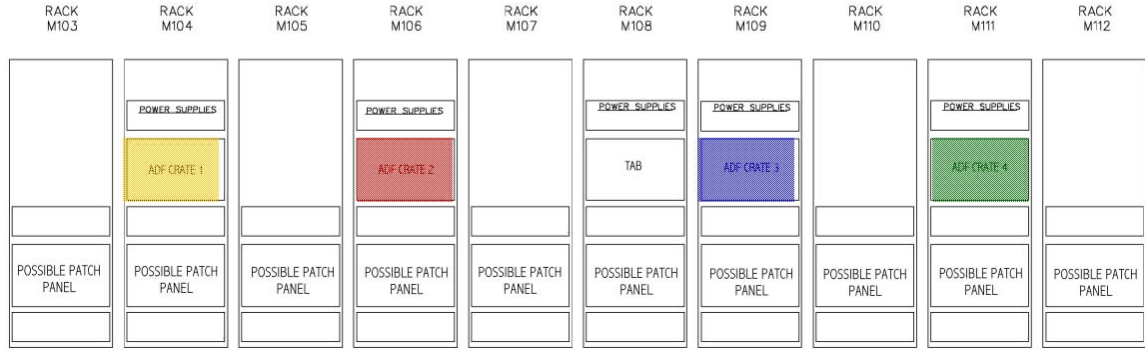 RACK M103
RACK M104
RACK M105
RACK M106
RACK M107
RACK M108
RACK M109
RACK M110
RACK M111
RACK M112
POWER SUPPLIES
POWER SUPPLIES
POWER SUPPLIES
POWER SUPPLIES
POWER SUPPLIES
ADF CRATE 1
ADF CRATE 2
TAB
ADF CRATE 3
ADF CRATE 4
POSSIBLE PATCH
PANEL
POSSIBLE PATCH
PANEL
POSSIBLE PATCH
PANEL
POSSIBLE PATCH
PANEL
POSSIBLE PATCH
PANEL
POSSIBLE PATCH
PANEL
POSSIBLE PATCH
PANEL
POSSIBLE PATCH
PANEL
POSSIBLE PATCH
PANEL
POSSIBLE PATCH
PANEL